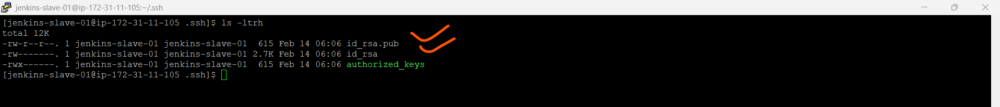 jenkins-slave-01@ip-172-31-11-105:~/.ssh
[jenkins-slave-01@ip-172-31-11-105 .ssh]$ ls -ltrh
total 12K
-rw-r--r--. 1 jenkins-slave-01 jenkins-slave-01  615 Feb 14 06:06 id_rsa.pub
-rw-------. 1 jenkins-slave-01 jenkins-slave-01 2.7K Feb 14 06:06 id_rsa
-rwx------. 1 jenkins-slave-01 jenkins-slave-01  615 Feb 14 06:06 authorized_keys
[jenkins-slave-01@ip-172-31-11-105 .ssh]$